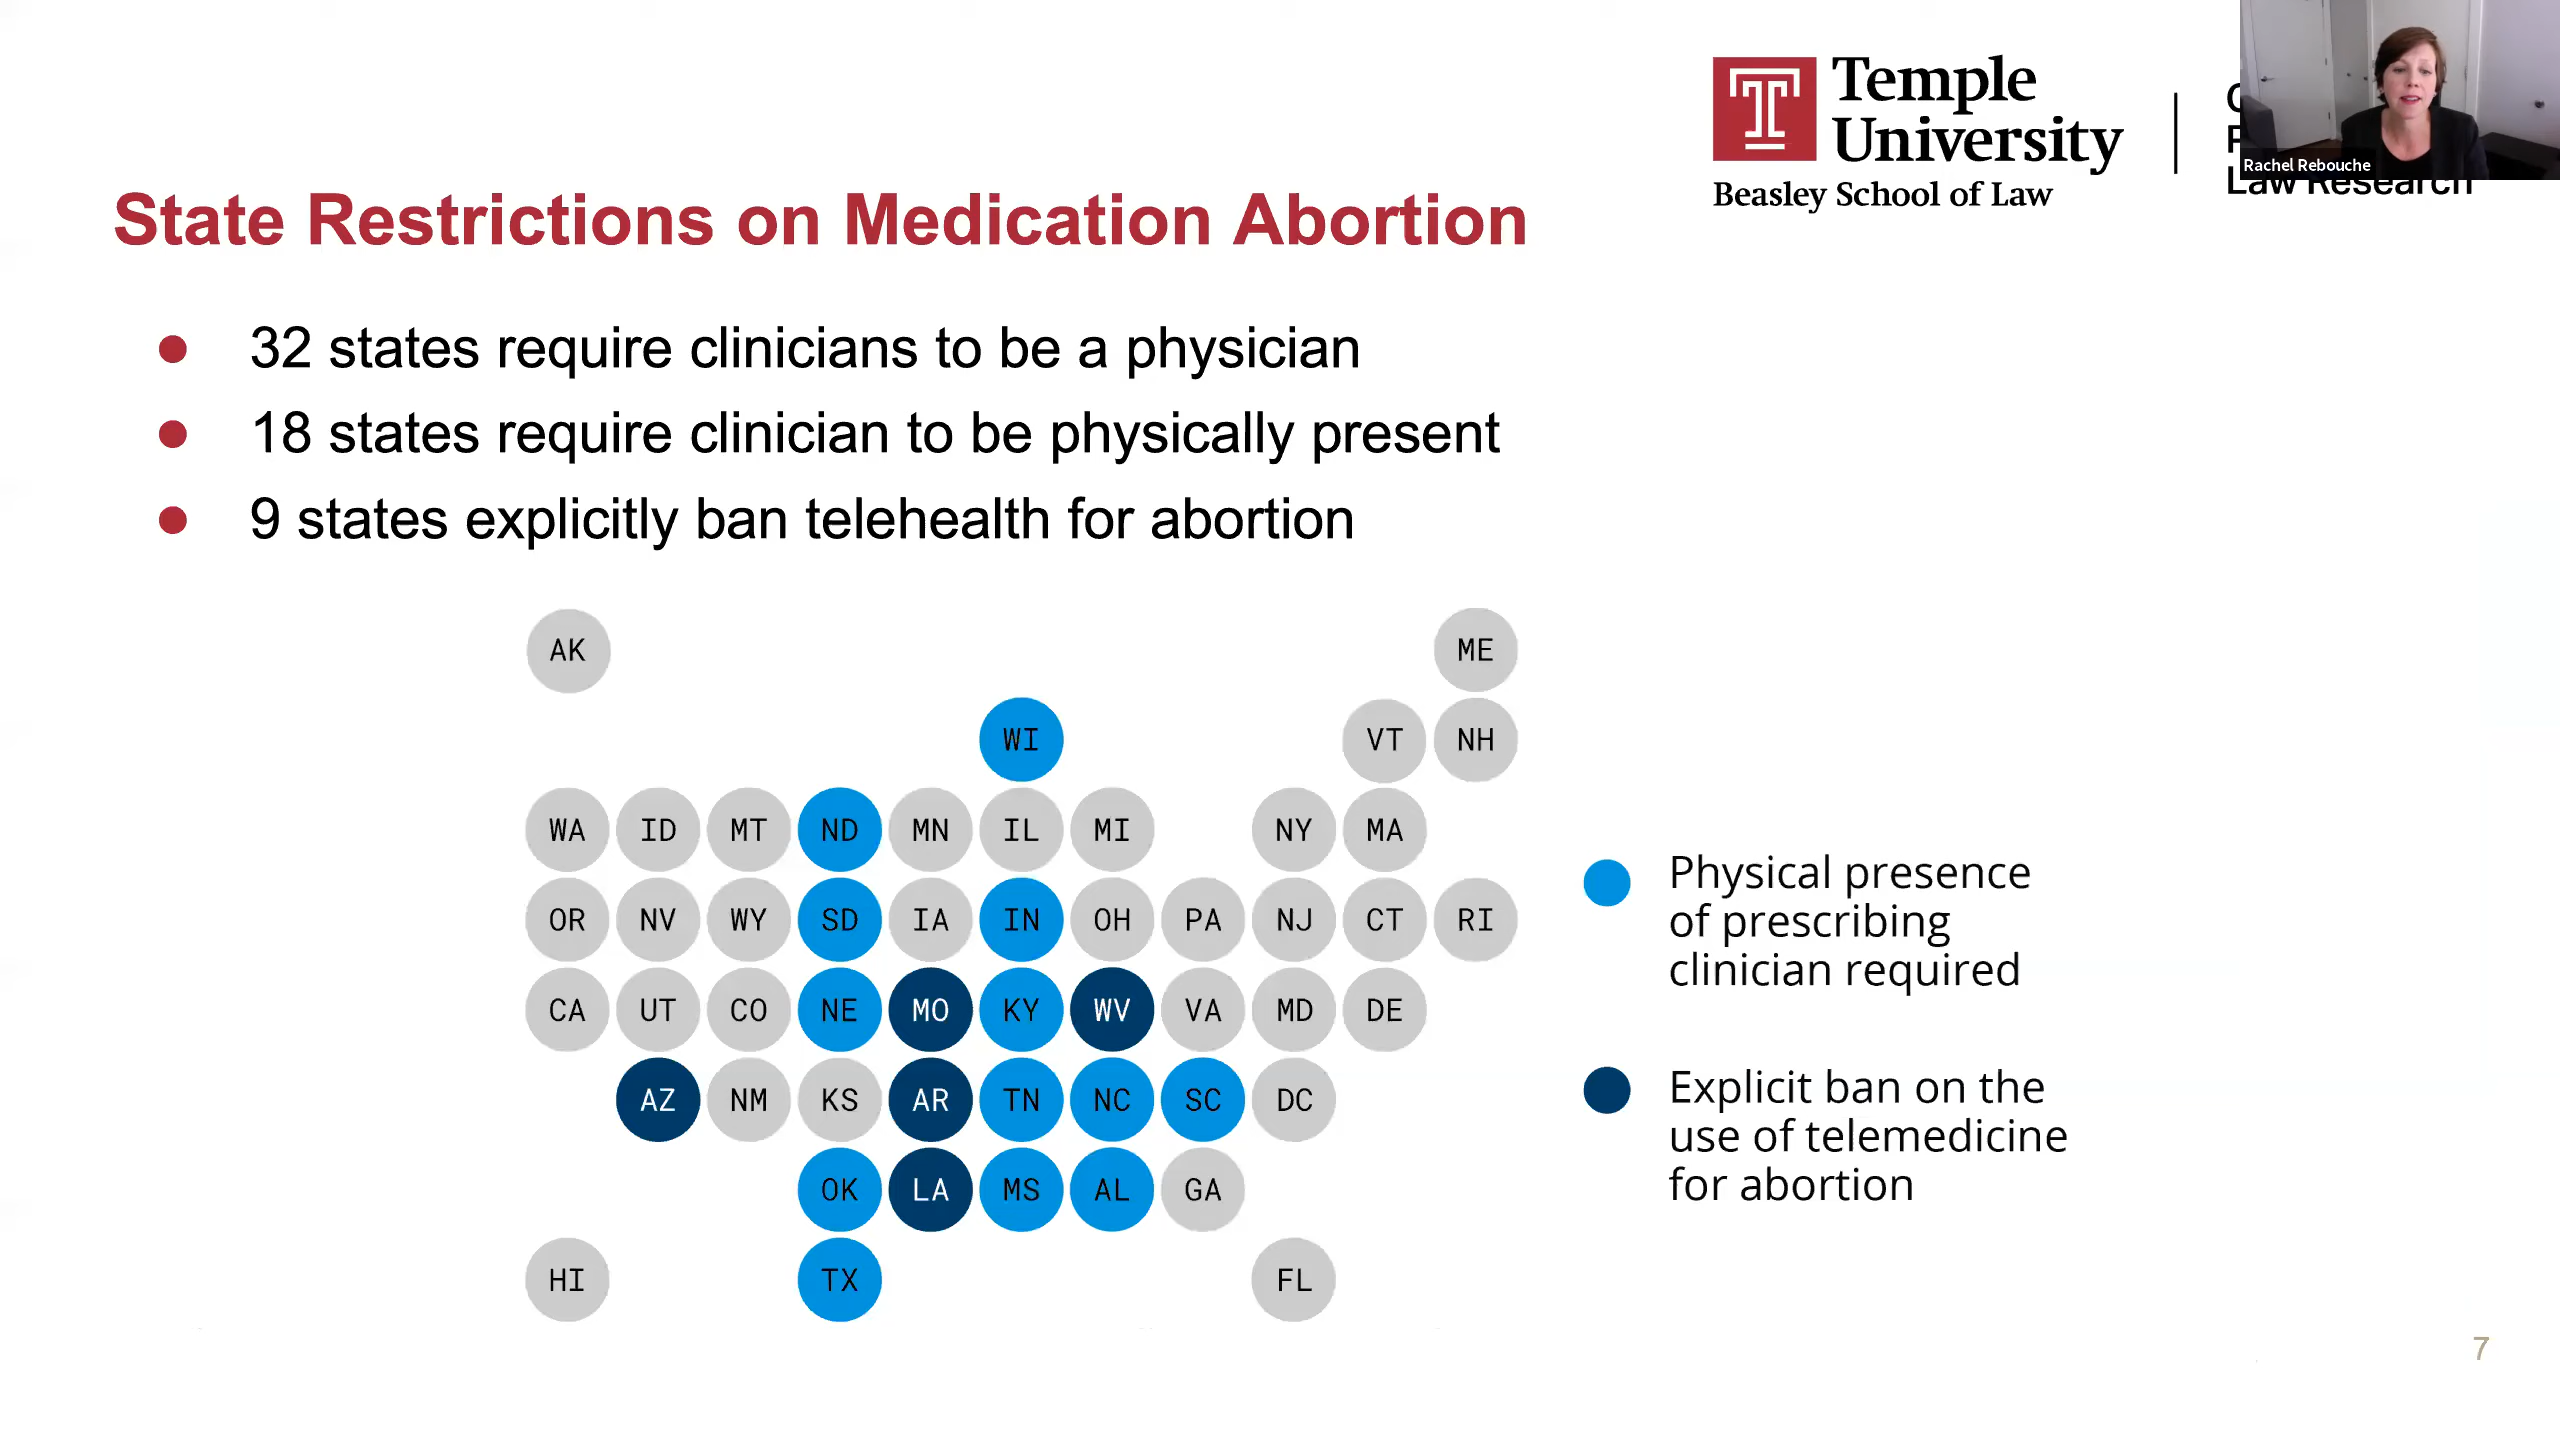 Temple
University
Beasley School of Law
Law Research
Rachel Rebouche
State Restrictions on Medication Abortion
32 states require clinicians to be a physician
18 states require clinician to be physically present
9 states explicitly ban telehealth for abortion
AK ME
WI VT NH
WA ID MT ND MN IL MI NY MA
OR NV WY SD IA IN OH PA NJ CT RI
CA UT CO NE MO KY WV VA MD DE
AZ NM KS AR TN NC SC DC
OK LA MS AL GA
HI TX FL
Physical presence
of prescribing
clinician required
Explicit ban on the
use of telemedicine
for abortion
7